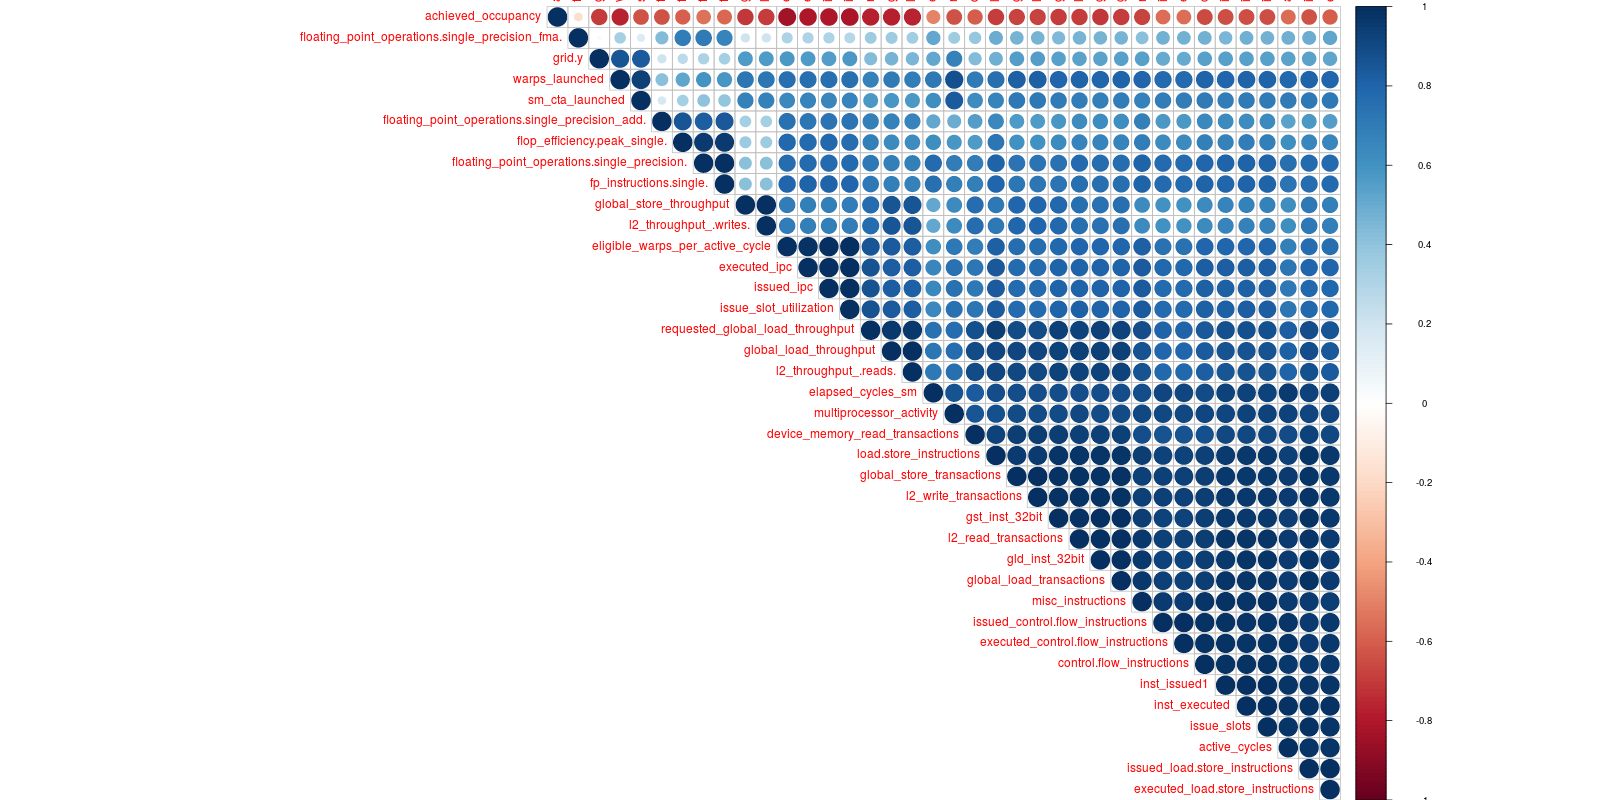 achieved_occupancy
floating_point_operations.single_precision_fma.
grid.y
warps_launched
sm_cta_launched
floating_point_operations.single_precision_add.
flop_efficiency.peak_single.
floating_point_operations.single_precision.
fp_instructions.single.
global_store_throughput
l2_throughput_.writes.
eligible_warps_per_active_cycle
executed_ipc
issued_ipc
issue_slot_utilization
requested_global_load_throughput
global_load_throughput
l2_throughput_.reads.
elapsed_cycles_sm
multiprocessor_activity
device_memory_read_transactions
load.store_instructions
global_store_transactions
l2_write_transactions
gst_inst_32bit
l2_read_transactions
gld_inst_32bit
global_load_transactions
misc_instructions
issued_control.flow_instructions
executed_control.flow_instructions
control.flow_instructions
inst_issued1
inst_executed
issue_slots
active_cycles
issued_load.store_instructions
executed_load.store_instructions
1
0.8
0.6
0.4
0.2
0
-0.2
-0.4
-0.6
-0.8